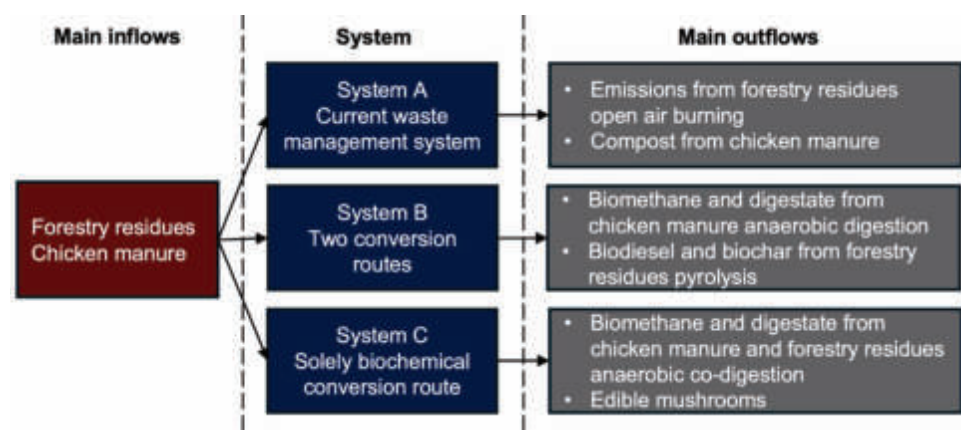 Main inflows
System
Main outflows
Forestry residues
Chicken manure
System A
Current waste
management system
• Emissions from forestry residues
open air burning
• Compost from chicken manure
System B
Two conversion
routes
• Biomethane and digestate from
chicken manure anaerobic digestion
• Biodiesel and biochar from forestry
residues pyrolysis
System C
Solely biochemical
conversion route
• Biomethane and digestate from
chicken manure and forestry residues
anaerobic co-digestion
• Edible mushrooms